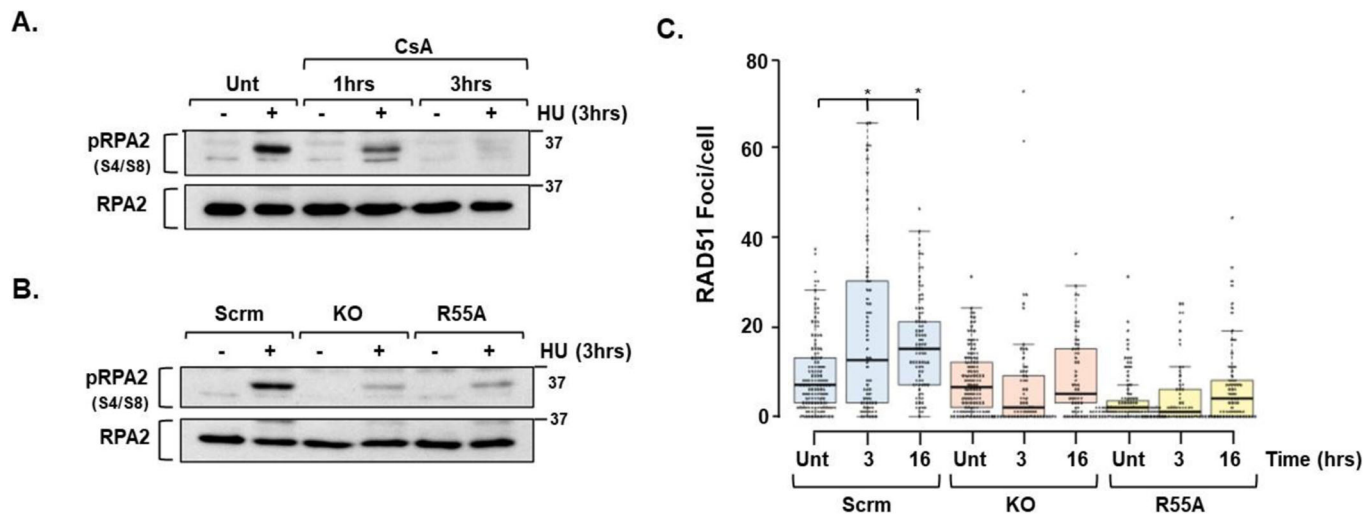 A.
CsA
Unt 1hrs 3hrs
- + - + - + HU (3hrs)
pRPA2 37
(S4/S8)
RPA2 37
B.
Scrm KO R55A
- + - + - + HU (3hrs)
pRPA2 37
(S4/S8)
RPA2 37
C.
RAD51 Foci/cell
80
60
40
20
0
* *
Unt 3 16 Unt 3 16 Unt 3 16 Time (hrs)
Scrm KO R55A